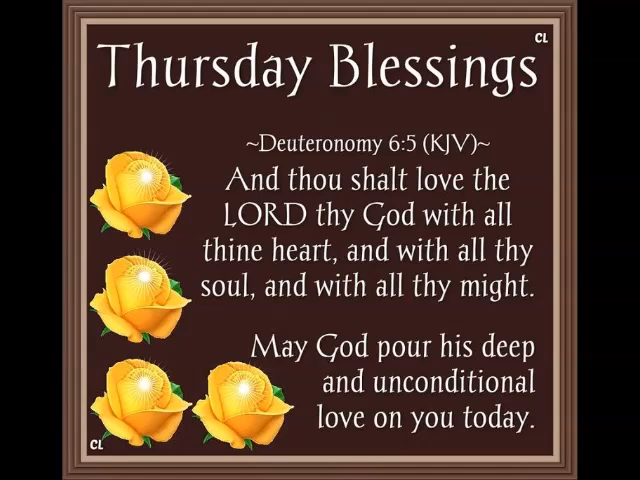 CL
Thursday Blessings
~Deuteronomy 6:5 (KJV)~
And thou shalt love the
LORD thy God with all
thine heart, and with all thy
soul, and with all thy might.
May God pour his deep
and unconditional
love on you today.
CL